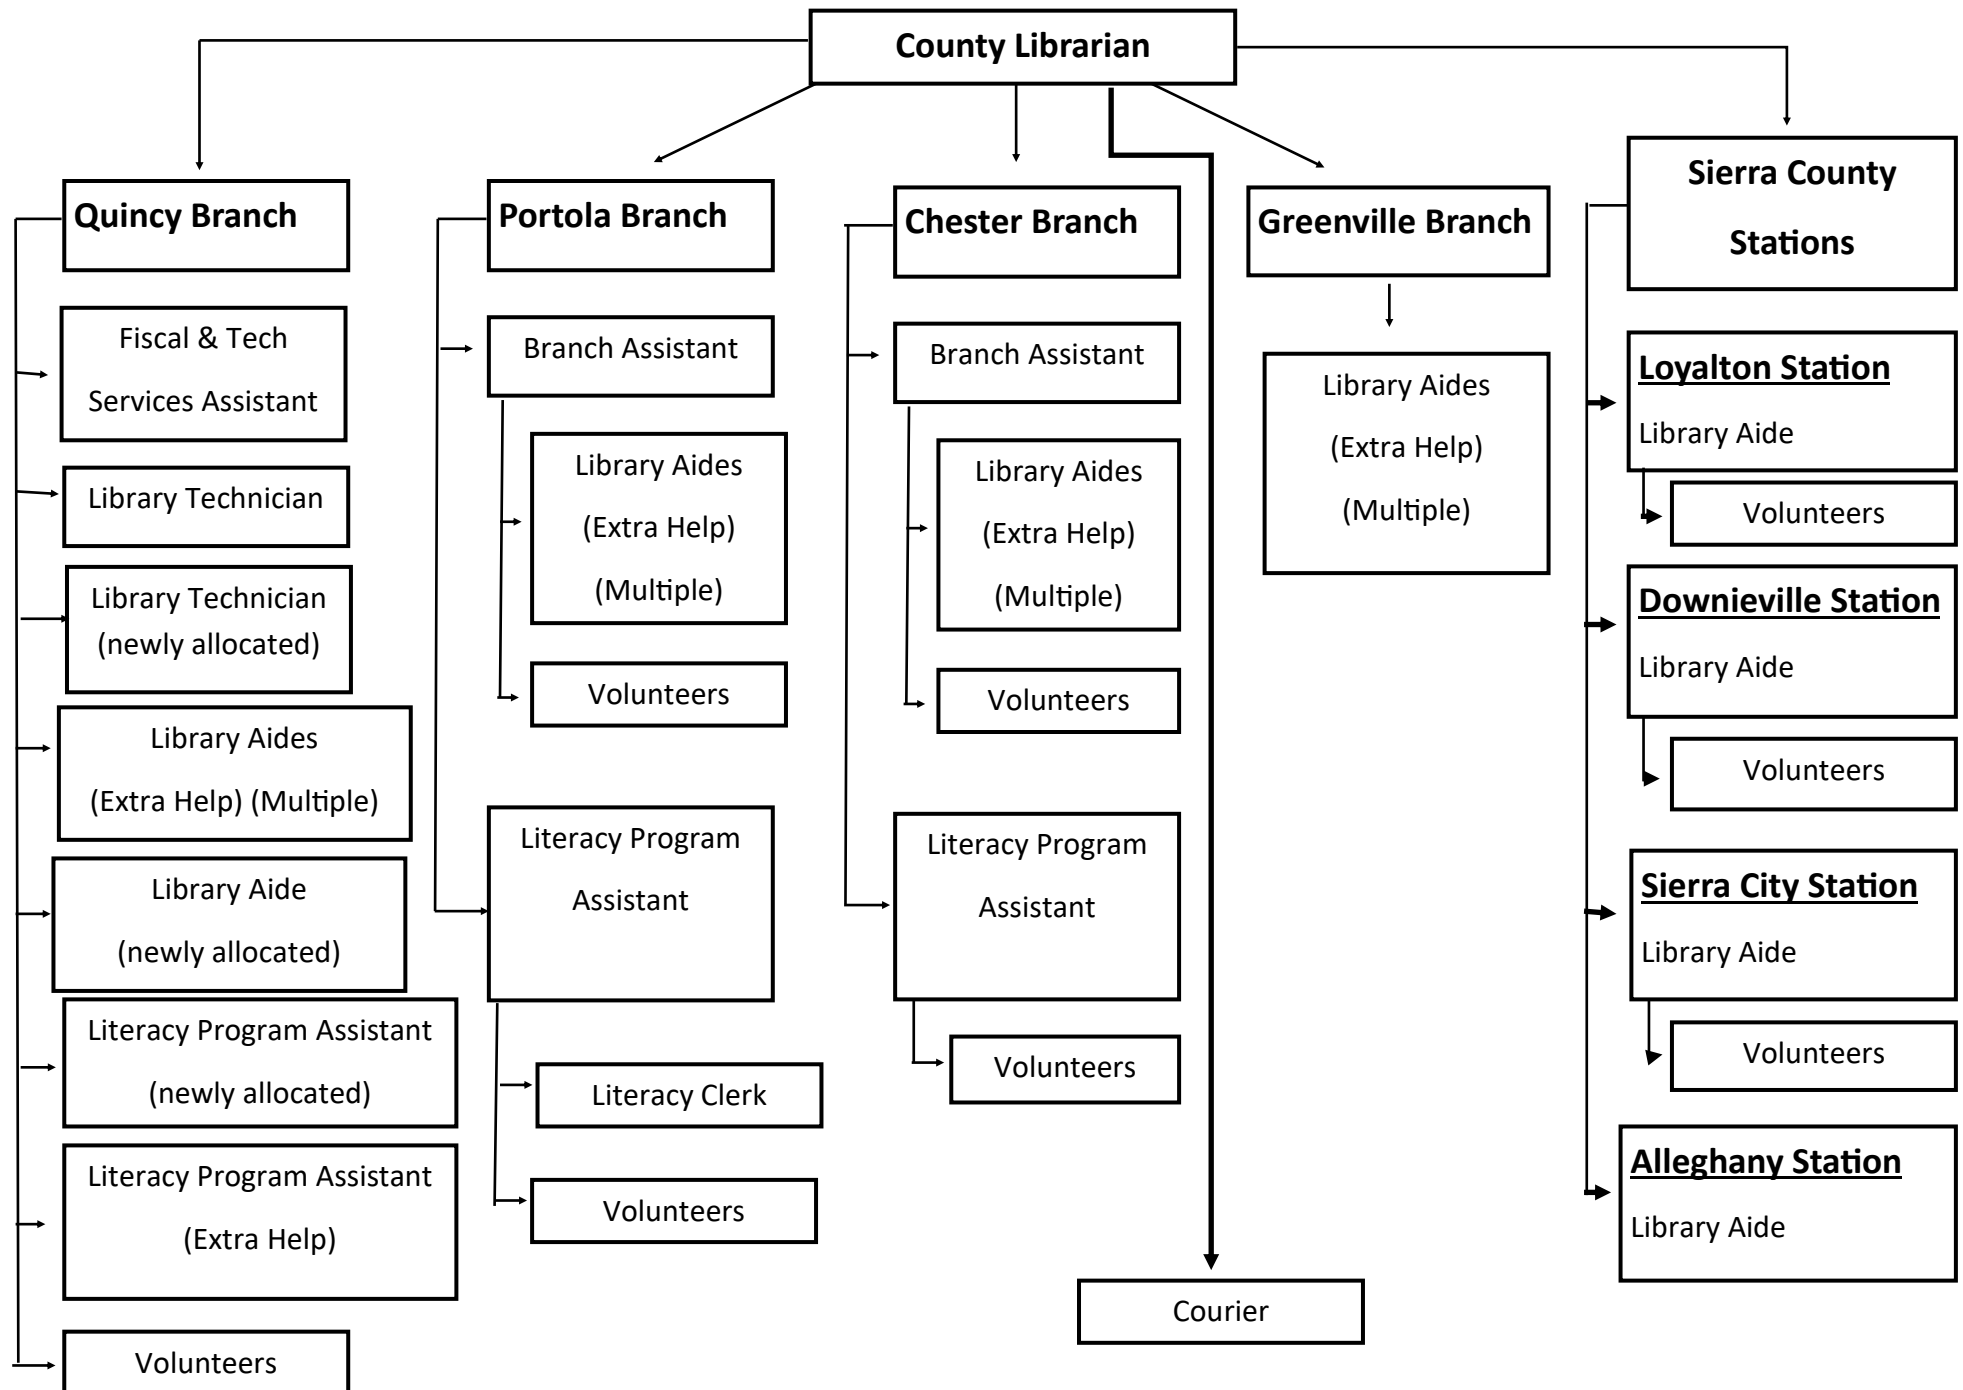 County Librarian
Quincy Branch
Fiscal & Tech
Services Assistant
Library Technician
Library Technician
(newly allocated)
Library Aides
(Extra Help) (Multiple)
Library Aide
(newly allocated)
Literacy Program Assistant
(newly allocated)
Literacy Program Assistant
(Extra Help)
Volunteers
Portola Branch
Branch Assistant
Library Aides
(Extra Help)
(Multiple)
Volunteers
Literacy Program
Assistant
Literacy Clerk
Volunteers
Chester Branch
Branch Assistant
Library Aides
(Extra Help)
(Multiple)
Volunteers
Literacy Program
Assistant
Volunteers
Courier
Greenville Branch
Library Aides
(Extra Help)
(Multiple)
Sierra County
Stations
Loyalton Station
Library Aide
Volunteers
Downieville Station
Library Aide
Volunteers
Sierra City Station
Library Aide
Volunteers
Alleghany Station
Library Aide